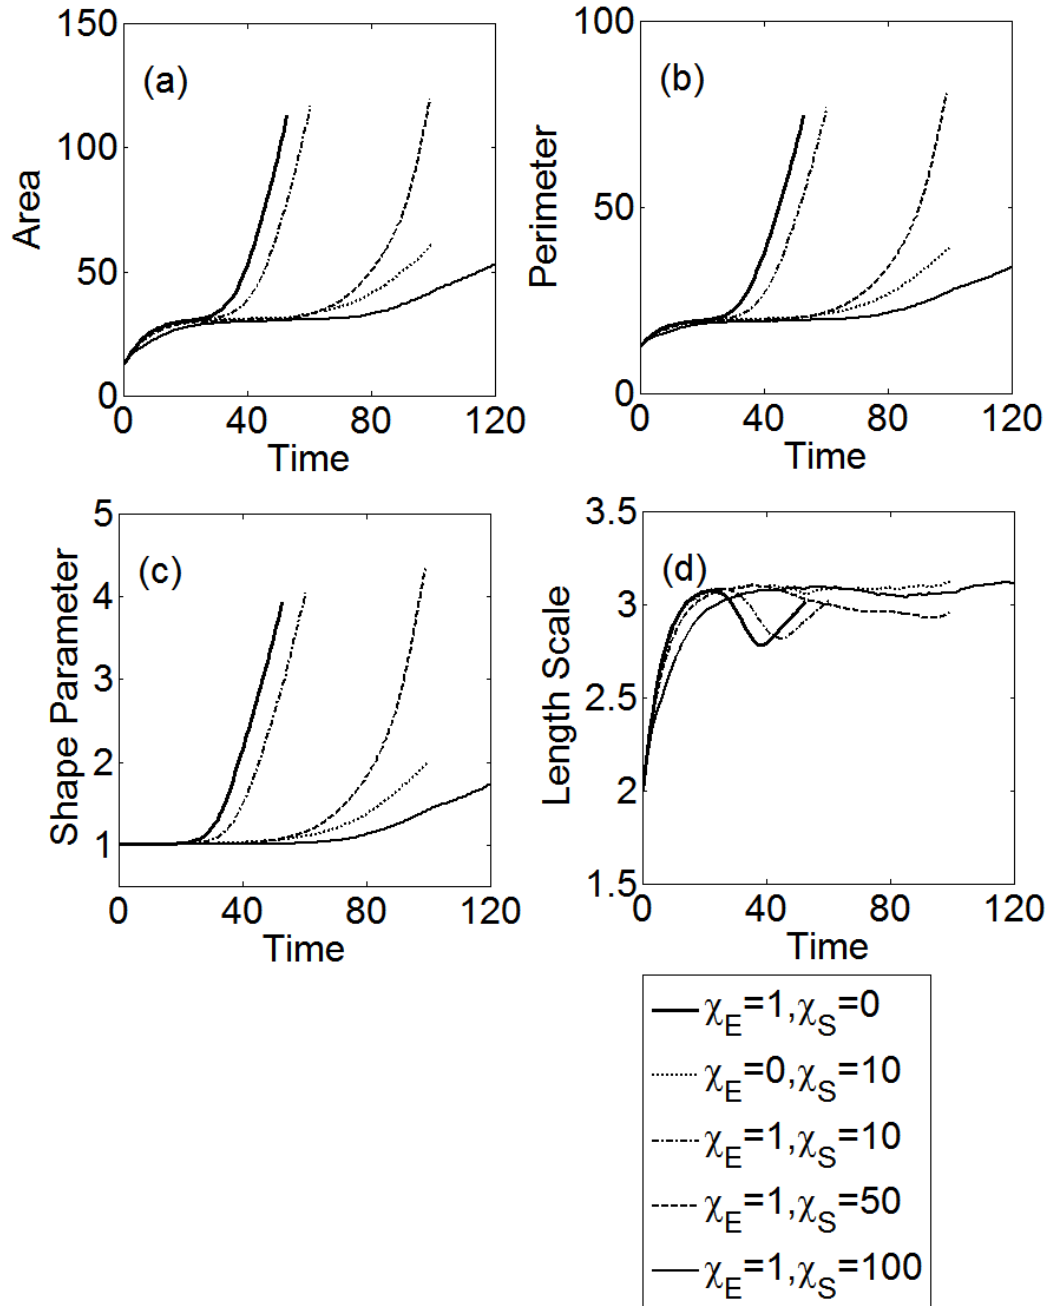 150
(a)
100
Area
50
0
0 40 80 120
Time
100
(b)
Perimeter
50
0
0 40 80 120
Time
5
(c)
4
Shape Parameter
3
2
1
0 40 80 120
Time
3.5
(d)
3
Length Scale
2.5
2
1.5
0 40 80 120
Time
χE=1,χS=0
χE=0,χS=10
χE=1,χS=10
χE=1,χS=50
χE=1,χS=100